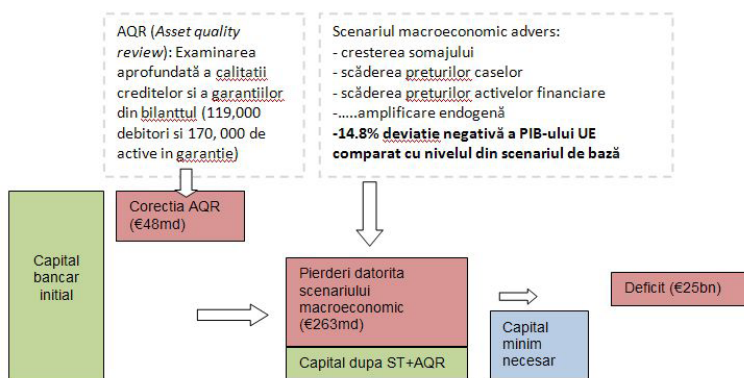 AQR (Asset quality
review): Examinarea
aprofundată a calitatii
creditelor si a garantiilor
din bilanttul (119,000
debitori si 170, 000 de
active in garantie)
Scenariul macroeconomic advers:
- cresterea somajului
- scăderea preturilor caselor
- scăderea preturilor activelor financiare
-.....amplificare endogenă
-14.8% deviatie negativă a PIB-ului UE
comparat cu nivelul din scenariul de bază
Corectia AQR
(€48md)
Capital
bancar
initial
Pierderi datorita
scenariului
macroeconomic
(€263md)
Capital dupa ST+AQR
Capital
minim
necesar
Deficit (€25bn)